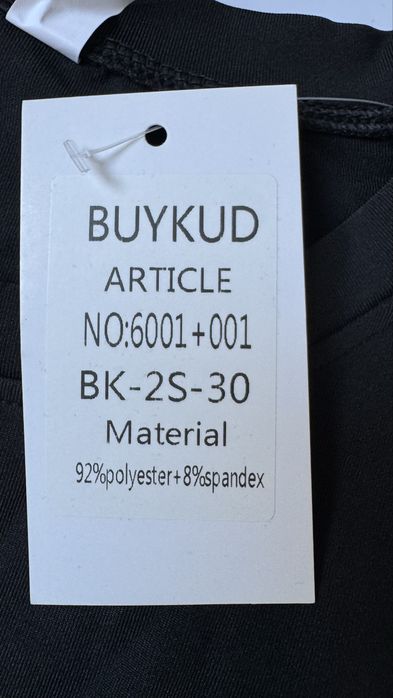 BUYKUD
ARTICLE
NO:6001+001
BK-2S-30
Material
92%polyester+8%spandex